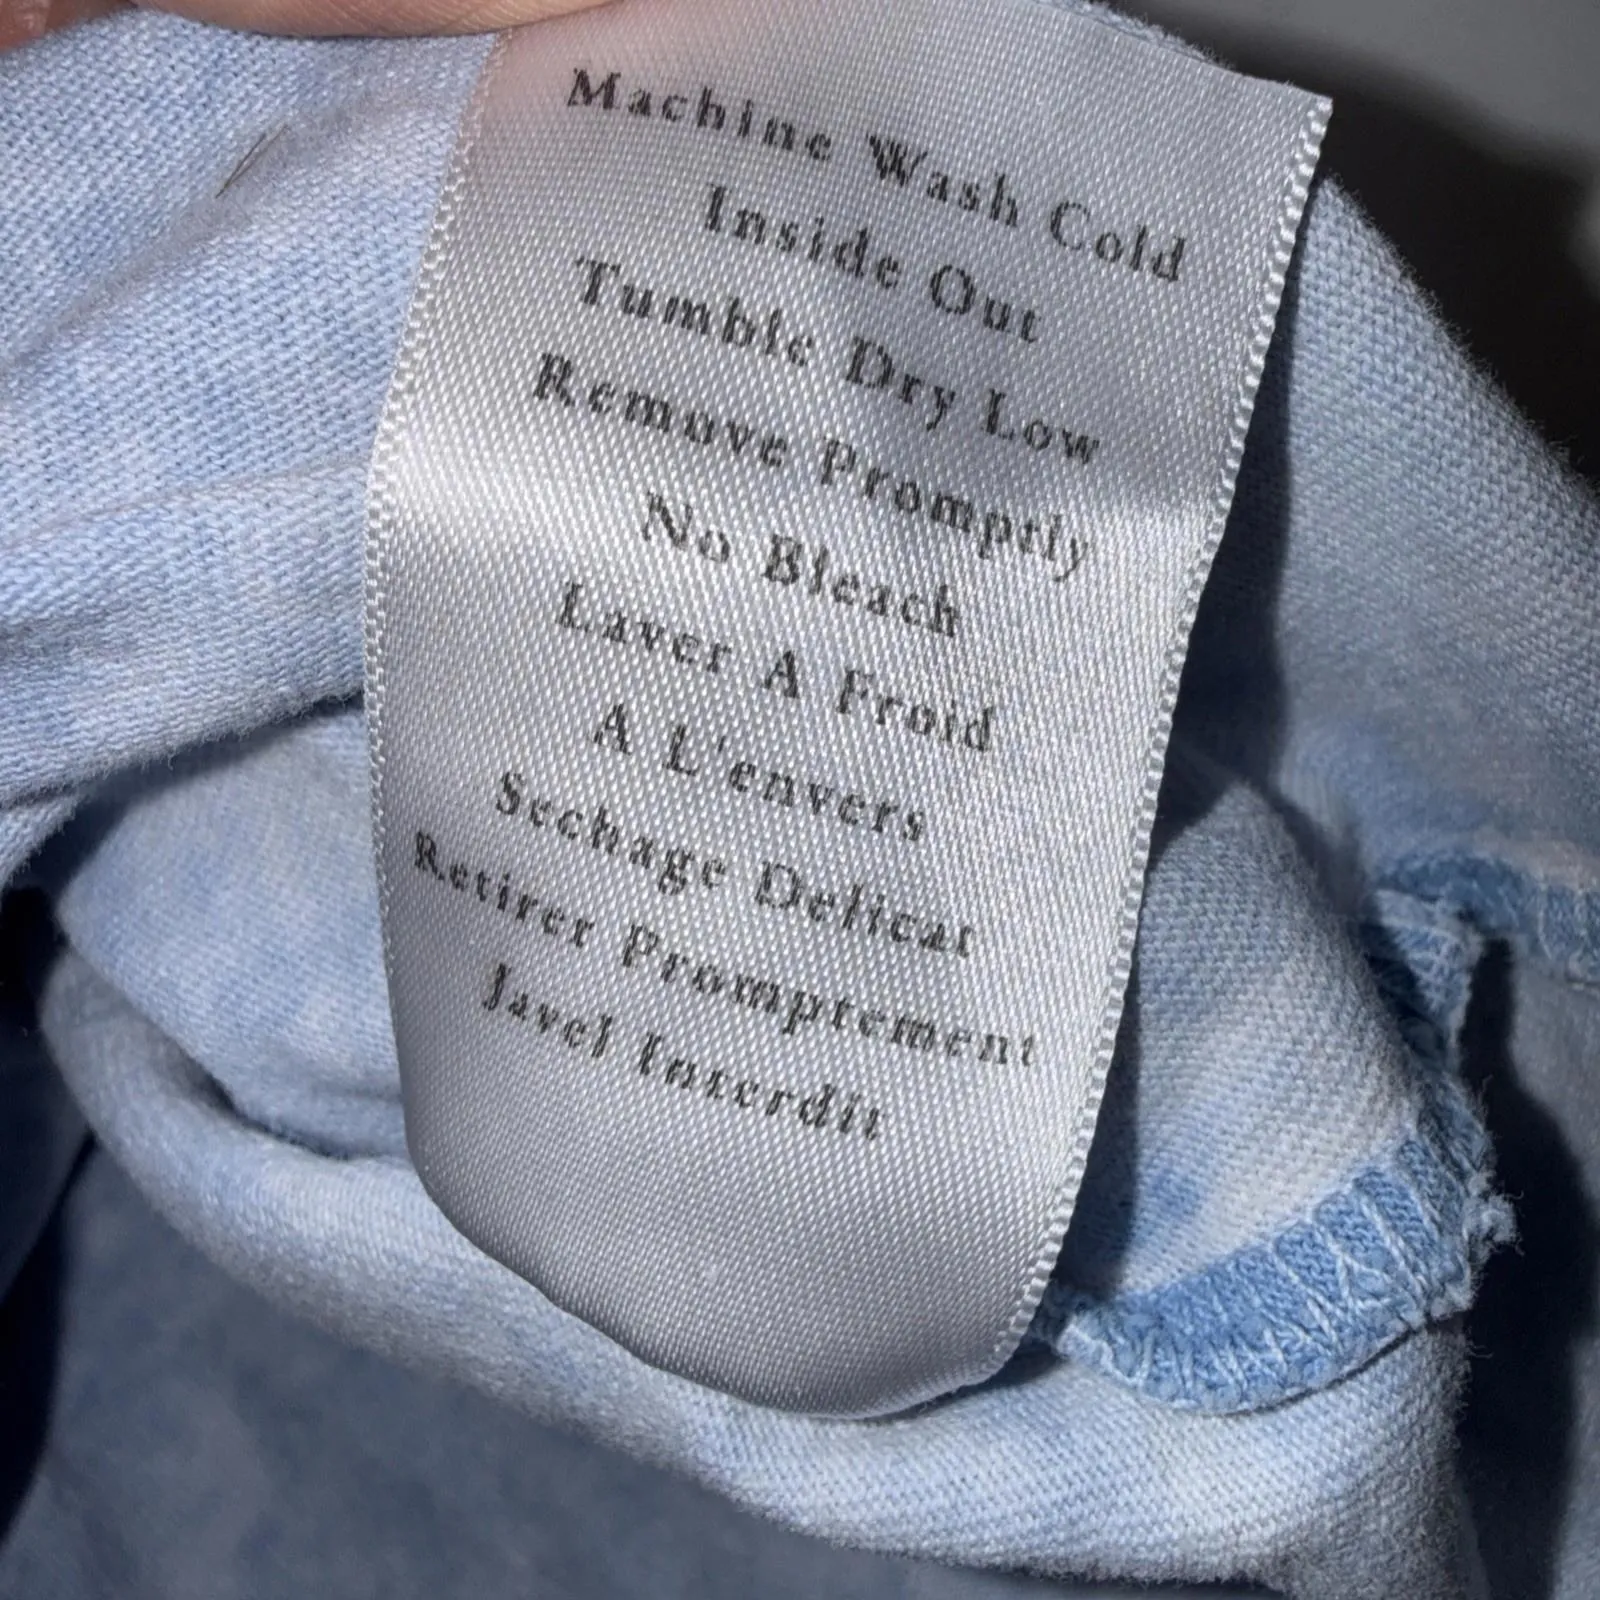 Machine Wash Cold
Inside Out
Tumble Dry Low
Remove Promptly
No Bleach
Laver A Froid
A L'envers
Sechage Delicat
Retirer Promptement
Javel Interdit